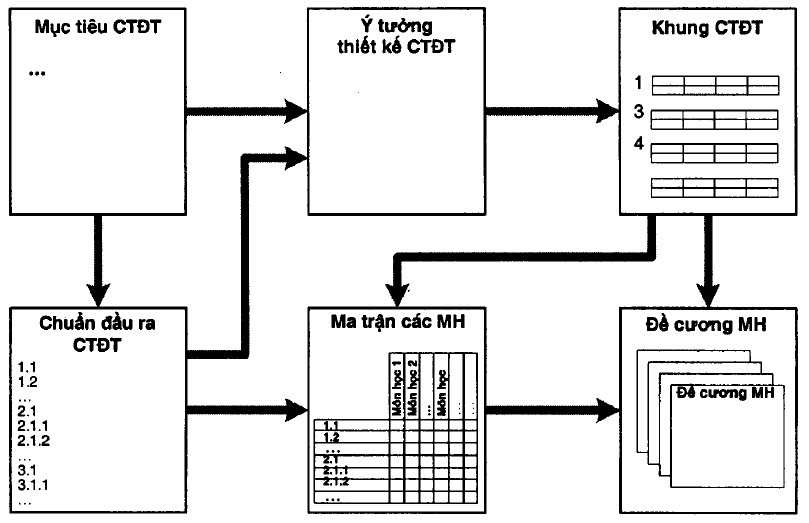 Mục tiêu CTĐT
...
Ý tưởng
thiết kế CTĐT
Khung CTĐT
1
3
4
Chuẩn đầu ra
CTĐT
1.1
1.2
...
2.1
2.1.1
2.1.2
...
3.1
3.1.1
...
Ma trận các MH
Môn học 1
Môn học 2
...
Môn học
...
...
1.1
1.2
...
2.1
2.1.1
2.1.2
...
Đề cương MH
Đề cương MH